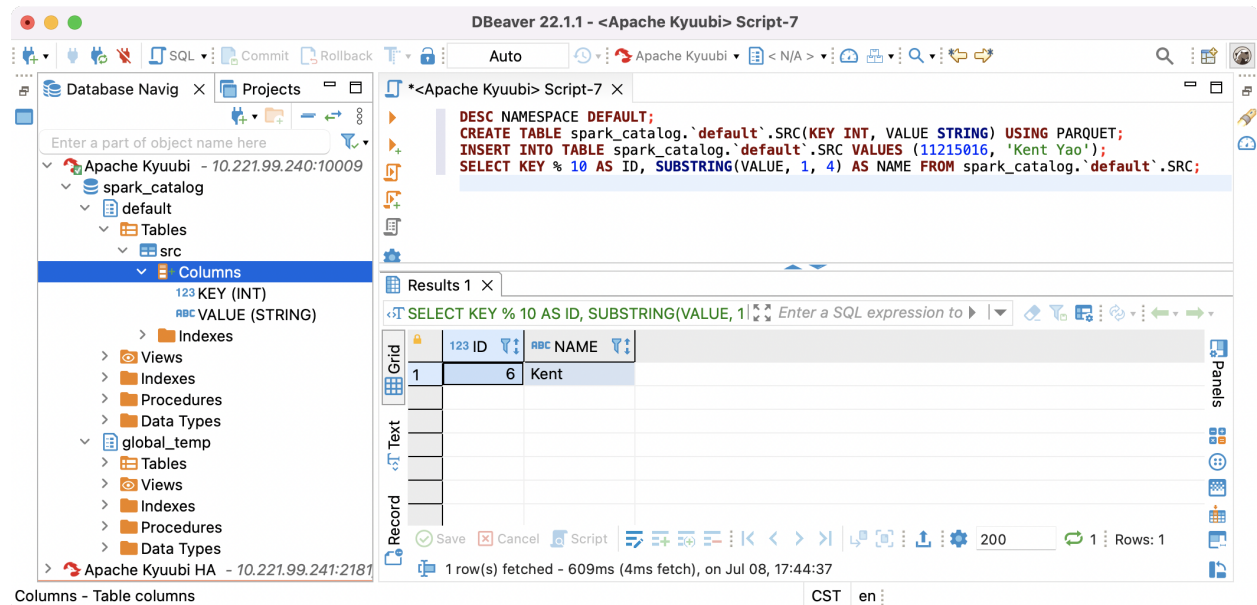 DBeaver 22.1.1 - <Apache Kyuubi> Script-7
SQL Commit Rollback T Auto Apache Kyuubi < N/A >
Database Navig Projects
Enter a part of object name here
Apache Kyuubi - 10.221.99.240:10009
spark_catalog
default
Tables
src
Columns
123 KEY (INT)
ABC VALUE (STRING)
Indexes
Views
Indexes
Procedures
Data Types
global_temp
Tables
Views
Indexes
Procedures
Data Types
Apache Kyuubi HA - 10.221.99.241:2181
*<Apache Kyuubi> Script-7
DESC NAMESPACE DEFAULT;
CREATE TABLE spark_catalog.`default`.SRC(KEY INT, VALUE STRING) USING PARQUET;
INSERT INTO TABLE spark_catalog.`default`.SRC VALUES (11215016, 'Kent Yao');
SELECT KEY % 10 AS ID, SUBSTRING(VALUE, 1, 4) AS NAME FROM spark_catalog.`default`.SRC;
Results 1
SELECT KEY % 10 AS ID, SUBSTRING(VALUE, 1 Enter a SQL expression to
Grid
Text
Record
123 ID ABC NAME
1 6 Kent
Panels
Save Cancel Script 200 1 Rows: 1
1 row(s) fetched - 609ms (4ms fetch), on Jul 08, 17:44:37
Columns - Table columns CST en